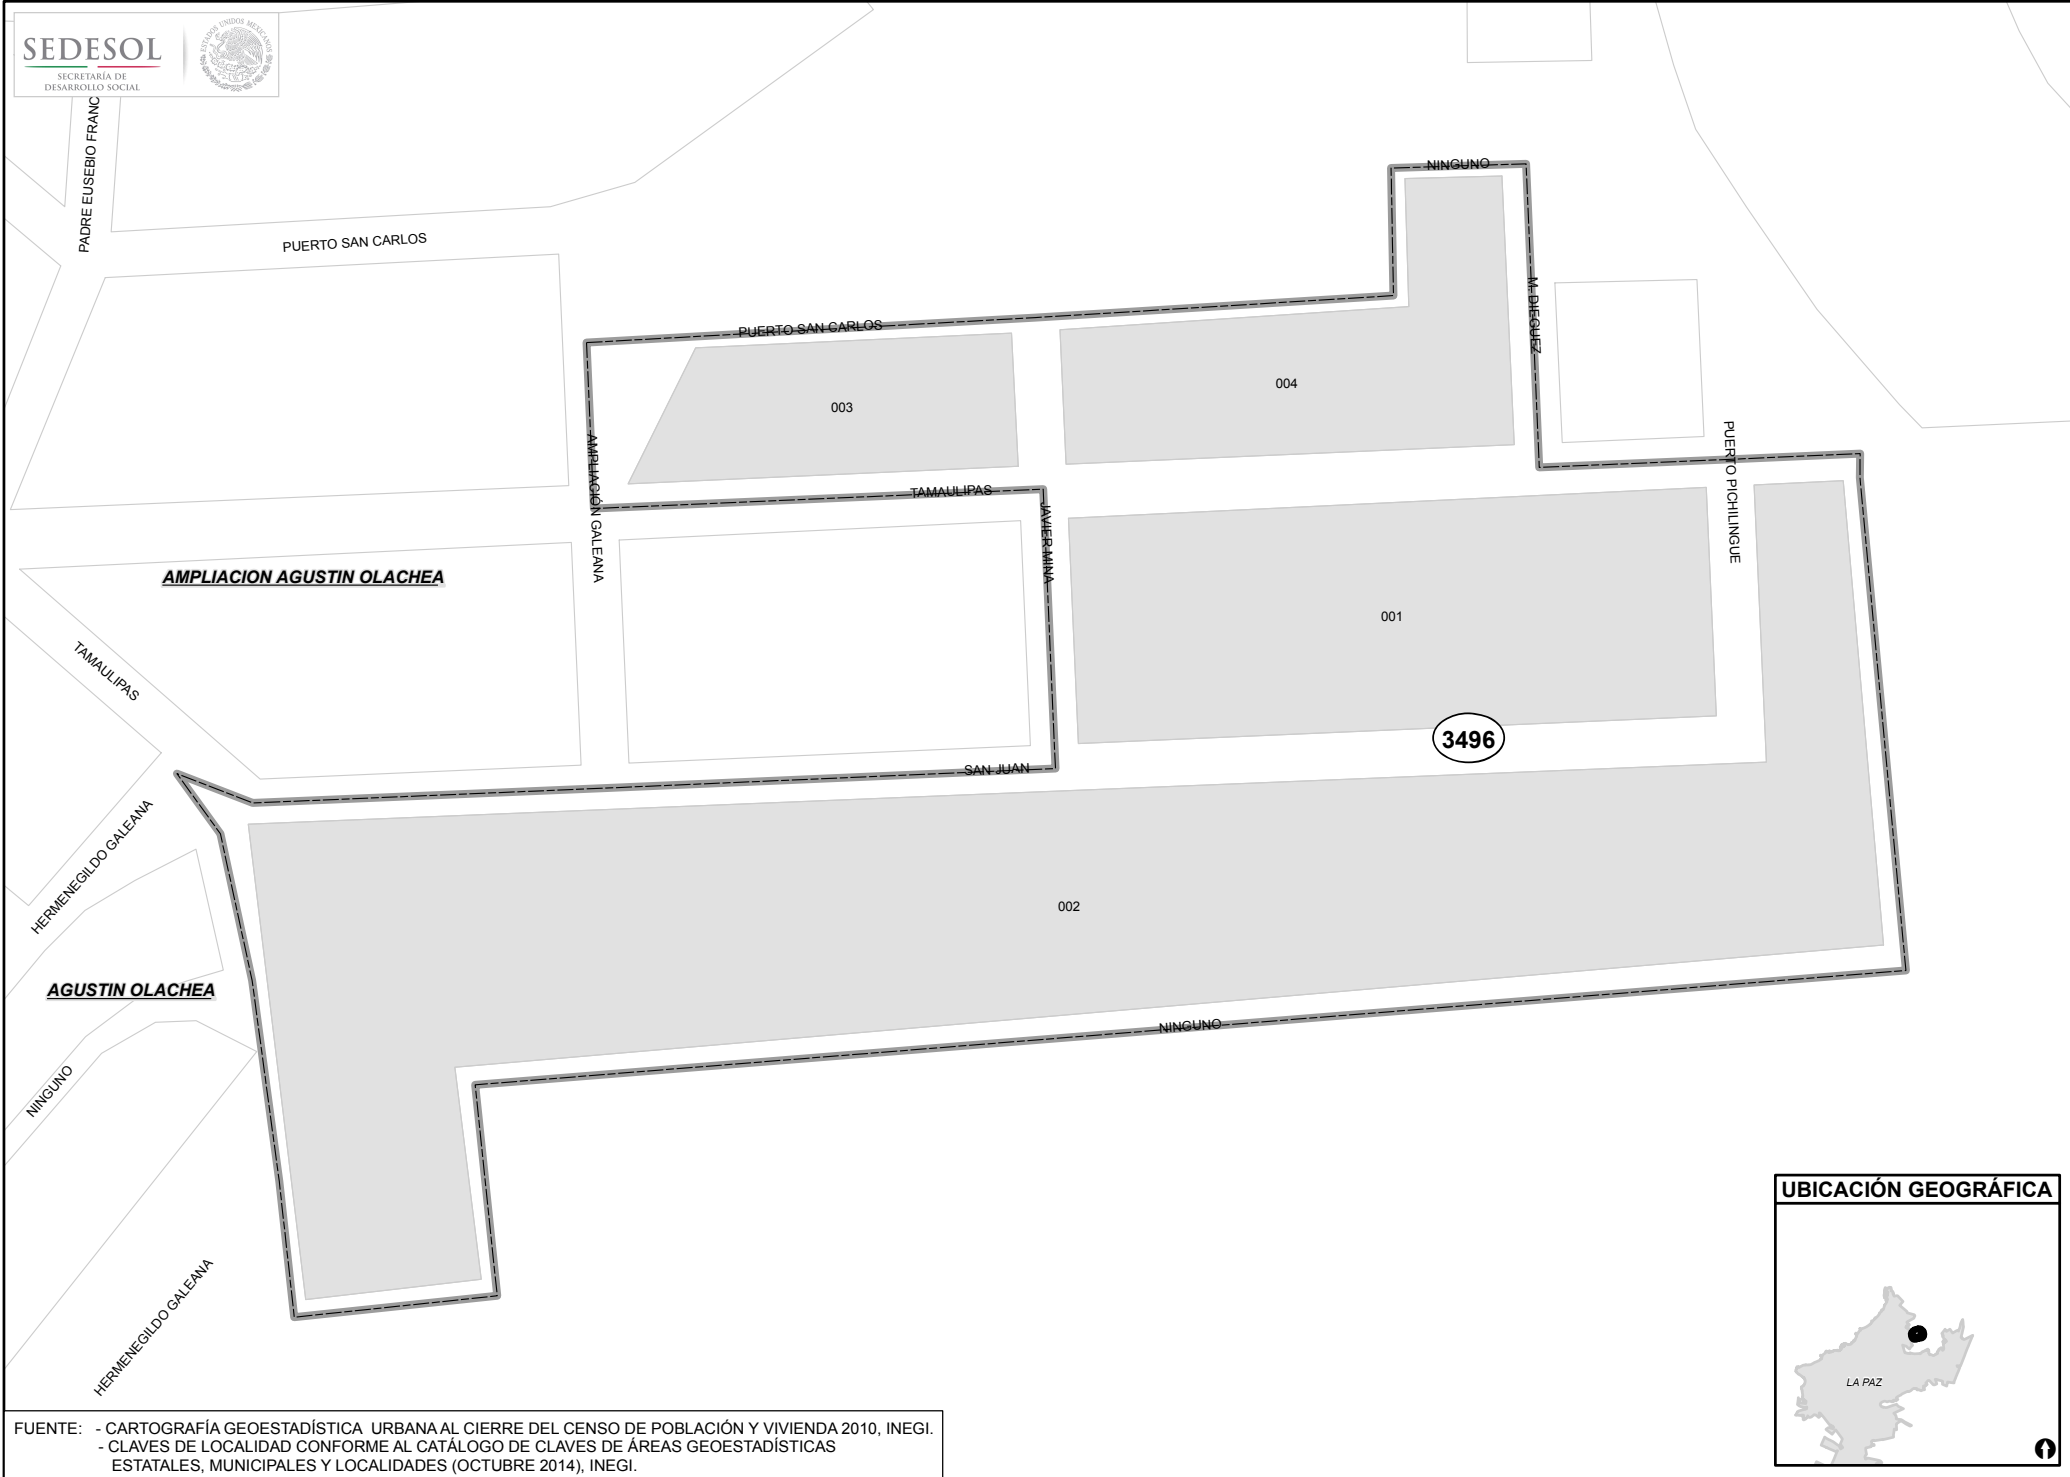 SEDESOL
SECRETARÍA DE
DESARROLLO SOCIAL
ESTADOS UNIDOS MEXICANOS
PADRE EUSEBIO FRANC
PUERTO SAN CARLOS
NINGUNO
M. DIEGUEZ
PUERTO SAN CARLOS
004
003
AMPLIACIÓN GALEANA
TAMAULIPAS
JAVIER MINA
PUERTO PICHILINGUE
AMPLIACION AGUSTIN OLACHEA
001
TAMAULIPAS
3496
SAN JUAN
HERMENEGILDO GALEANA
002
AGUSTIN OLACHEA
NINGUNO
NINGUNO
HERMENEGILDO GALEANA
UBICACIÓN GEOGRÁFICA
LA PAZ
FUENTE: - CARTOGRAFÍA GEOESTADÍSTICA URBANA AL CIERRE DEL CENSO DE POBLACIÓN Y VIVIENDA 2010, INEGI.
- CLAVES DE LOCALIDAD CONFORME AL CATÁLOGO DE CLAVES DE ÁREAS GEOESTADÍSTICAS
ESTATALES, MUNICIPALES Y LOCALIDADES (OCTUBRE 2014), INEGI.